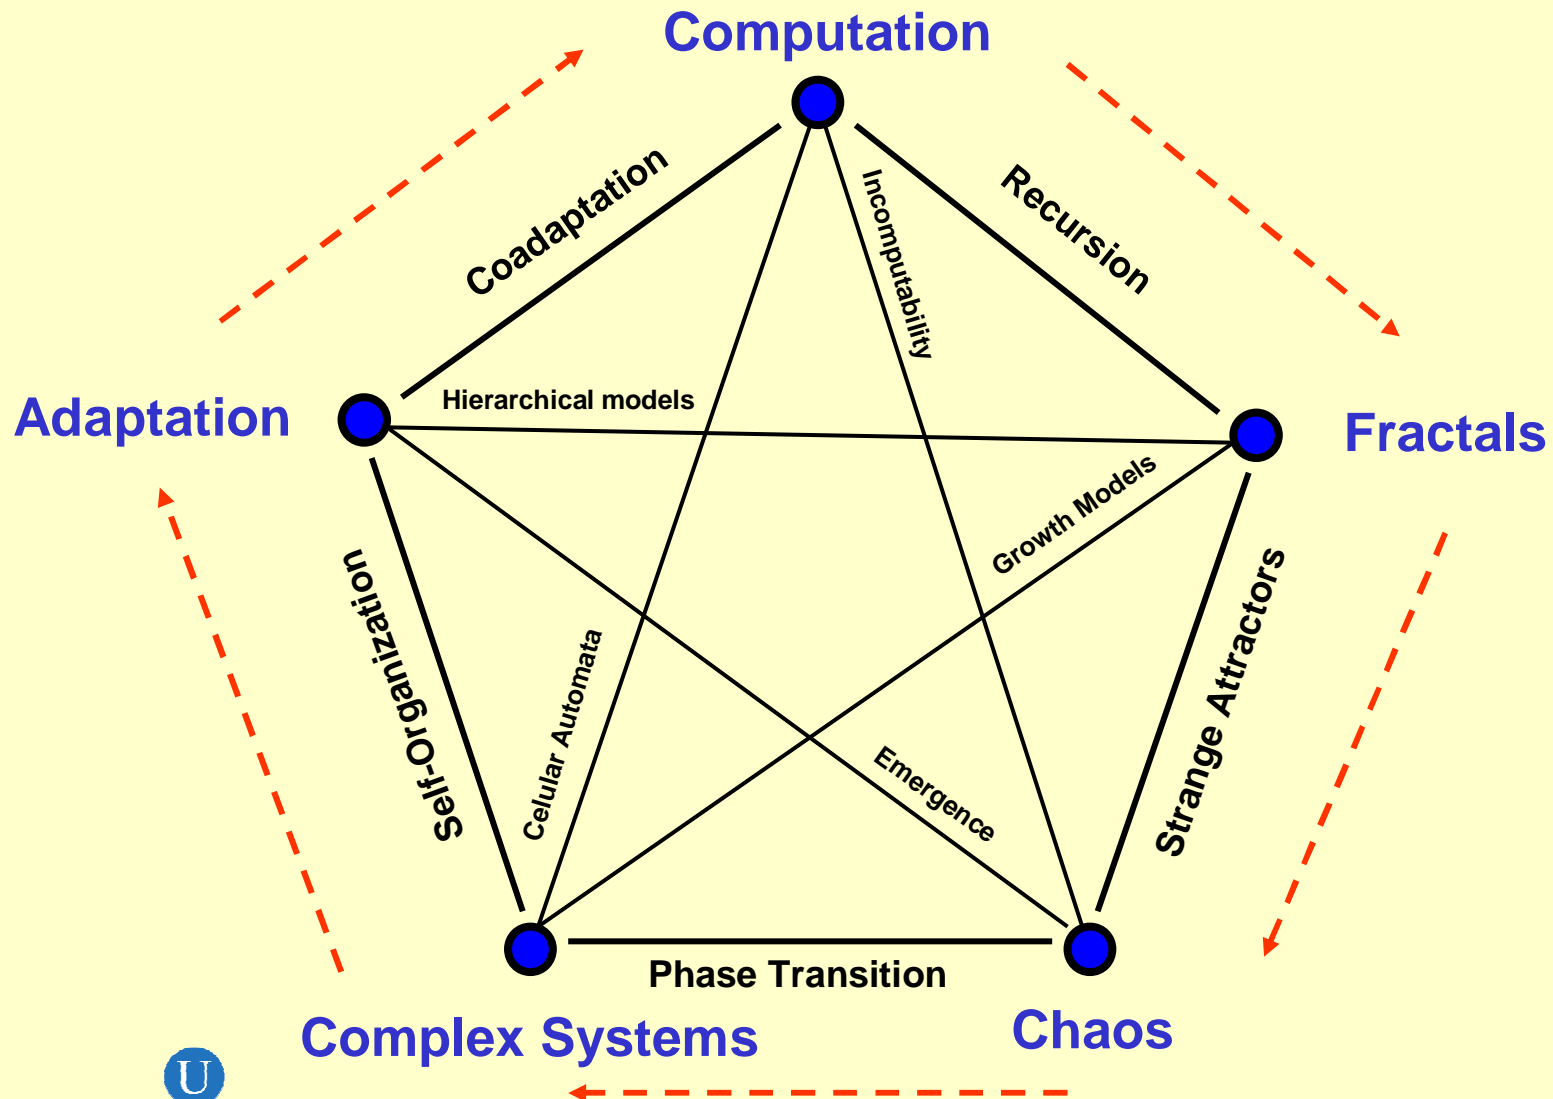 Computation
Coadaptation
Incomputability
Recursion
Hierarchical models
Adaptation
Fractals
Growth Models
Self-Organization
Celular Automata
Emergence
Strange Attractors
Phase Transition
Complex Systems
Chaos
U